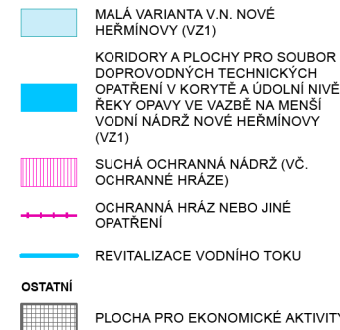 MALÁ VARIANTA V.N. NOVÉ
HEŘMÍNOVY (VZ1)
KORIDORY A PLOCHY PRO SOUBOR
DOPROVODNÝCH TECHNICKÝCH
OPATŘENÍ V KORYTĚ A ÚDOLNÍ NIVĚ
ŘEKY OPAVY VE VAZBĚ NA MENŠÍ
VODNÍ NÁDRŽ NOVÉ HEŘMÍNOVY
(VZ1)
SUCHÁ OCHRANNÁ NÁDRŽ (VČ.
OCHRANNÉ HRÁZE)
OCHRANNÁ HRÁZ NEBO JINÉ
OPATŘENÍ
REVITALIZACE VODNÍHO TOKU
OSTATNÍ
PLOCHA PRO EKONOMICKÉ AKTIVITY